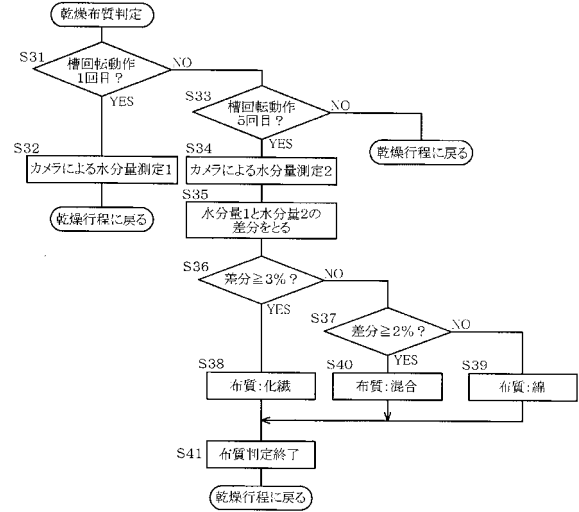 乾燥布質判定
S31
槽回転動作
1回目？
NO
YES
S33
槽回転動作
5回目？
NO
YES
乾燥行程に戻る
S32
カメラによる水分量測定1
S34
カメラによる水分量測定2
乾燥行程に戻る
S35
水分量1と水分量2の
差分をとる
S36
差分≧3%？
NO
YES
S37
差分≧2%？
NO
YES
S38
布質:化繊
S40
布質:混合
S39
布質:綿
S41
布質判定終了
乾燥行程に戻る